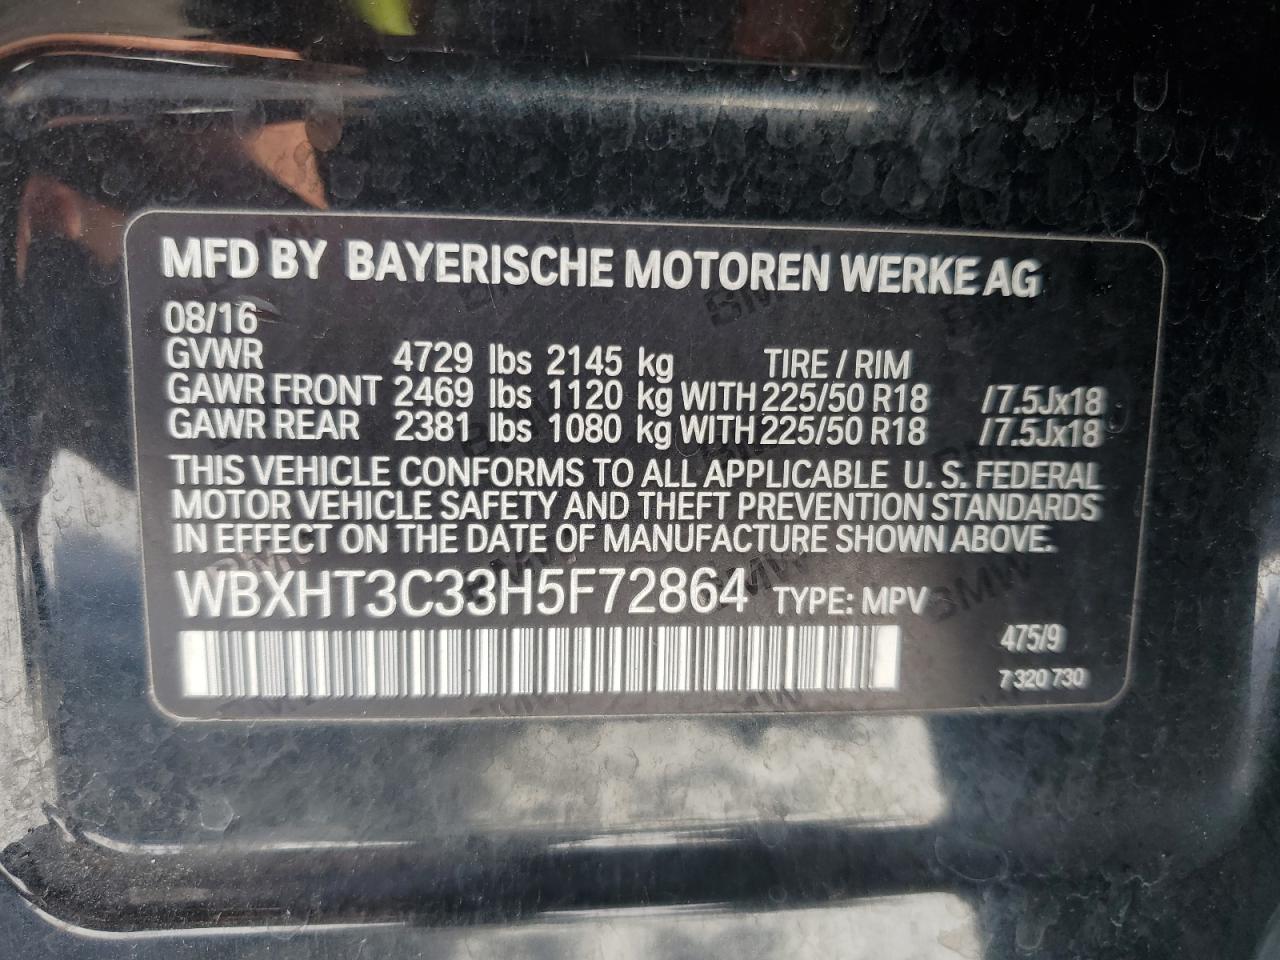 MFD BY BAYERISCHE MOTOREN WERKE AG
08/16
GVWR 4729 lbs 2145 kg TIRE / RIM
GAWR FRONT 2469 lbs 1120 kg WITH 225/50 R18 /7.5Jx18
GAWR REAR 2381 lbs 1080 kg WITH 225/50 R18 /7.5Jx18
THIS VEHICLE CONFORMS TO ALL APPLICABLE U.S. FEDERAL
MOTOR VEHICLE SAFETY AND THEFT PREVENTION STANDARDS
IN EFFECT ON THE DATE OF MANUFACTURE SHOWN ABOVE.
WBXHT3C33H5F72864 TYPE: MPV
475/9
7 320 730